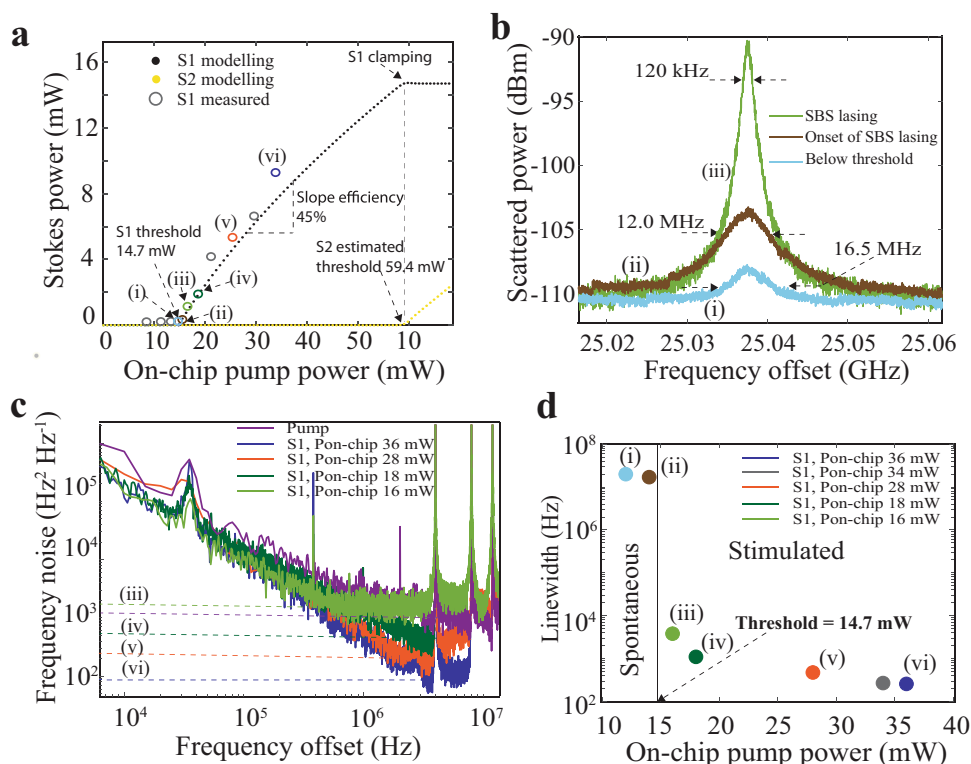 a
16
12
8
4
0
Stokes power (mW)
S1 modelling
S2 modelling
S1 measured
S1 clamping
(vi)
Slope efficiency
45%
(v)
S1 threshold
14.7 mW
(iii)
(iv)
(i)
(ii)
S2 estimated
threshold 59.4 mW
0 10 20 30 40 50 10
On-chip pump power (mW)
b
-90
-95
-100
-105
-110
Scattered power (dBm)
120 kHz
SBS lasing
Onset of SBS lasing
Below threshold
(iii)
12.0 MHz
16.5 MHz
(ii)
(i)
25.02 25.04 25.06
Frequency offset (GHz)
c
10⁵
10⁴
10³
10²
Frequency noise (Hz² Hz⁻¹)
Pump
S1, Pon-chip 36 mW
S1, Pon-chip 28 mW
S1, Pon-chip 18 mW
S1, Pon-chip 16 mW
(iii)
(iv)
(v)
(vi)
10⁴ 10⁵ 10⁶ 10⁷
Frequency offset (Hz)
d
10⁸
10⁶
10⁴
10²
Linewidth (Hz)
(i)
(ii)
S1, Pon-chip 36 mW
S1, Pon-chip 34 mW
S1, Pon-chip 28 mW
S1, Pon-chip 18 mW
S1, Pon-chip 16 mW
Spontaneous
Stimulated
(iii)
(iv)
Threshold = 14.7 mW
(v)
(vi)
10 15 20 25 30 35 40
On-chip pump power (mW)